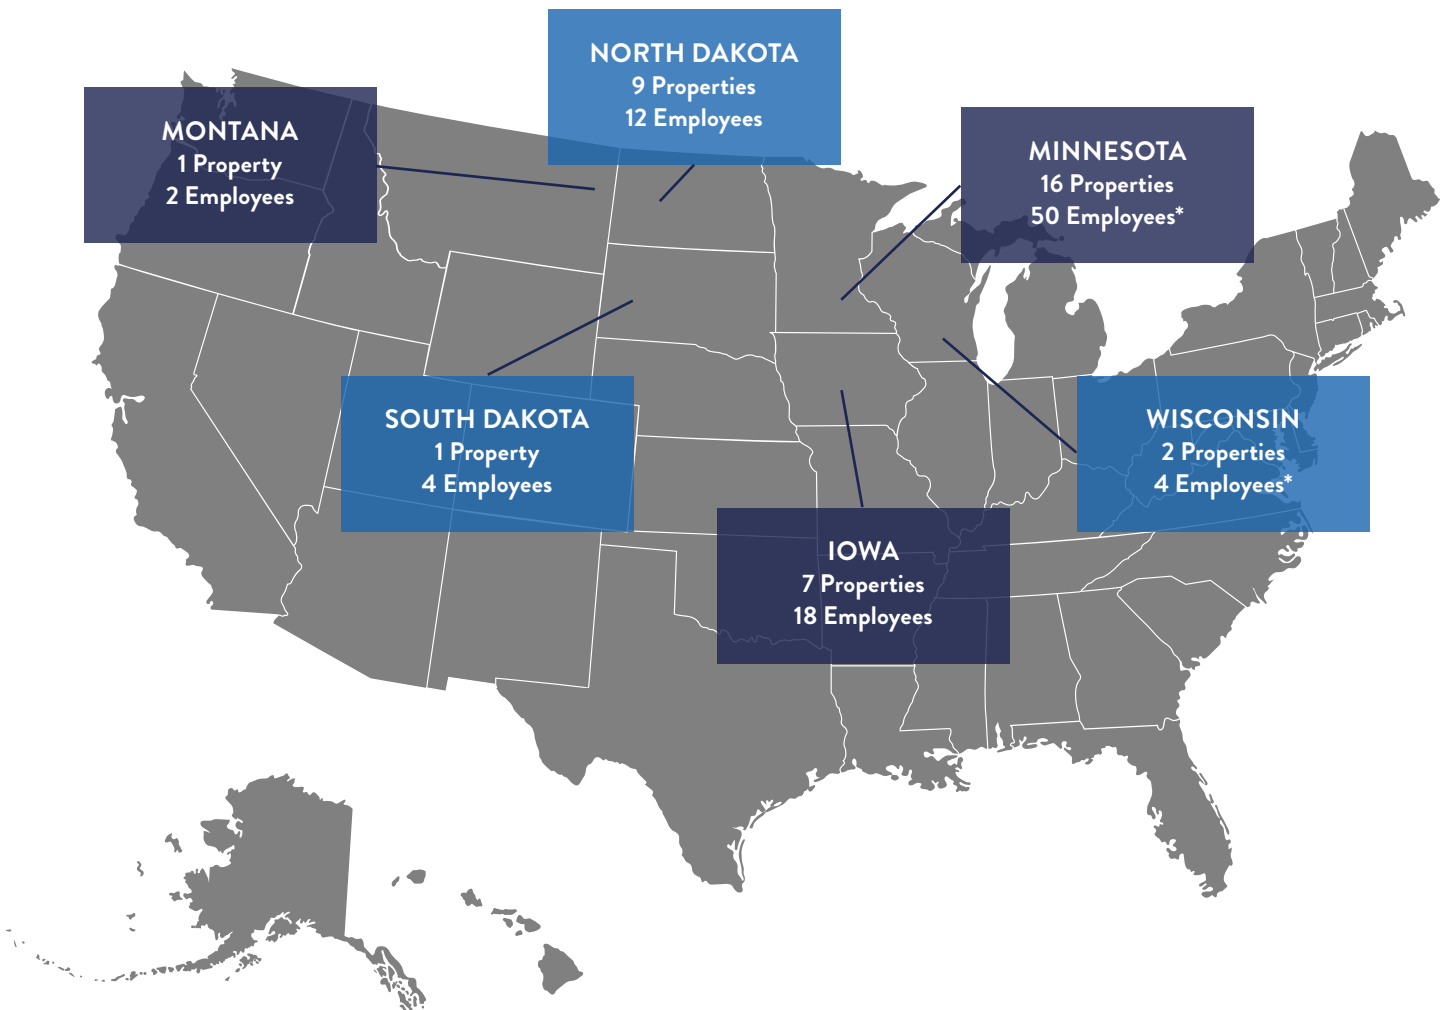 NORTH DAKOTA
9 Properties
12 Employees
MONTANA
1 Property
2 Employees
MINNESOTA
16 Properties
50 Employees*
SOUTH DAKOTA
1 Property
4 Employees
WISCONSIN
2 Properties
4 Employees*
IOWA
7 Properties
18 Employees